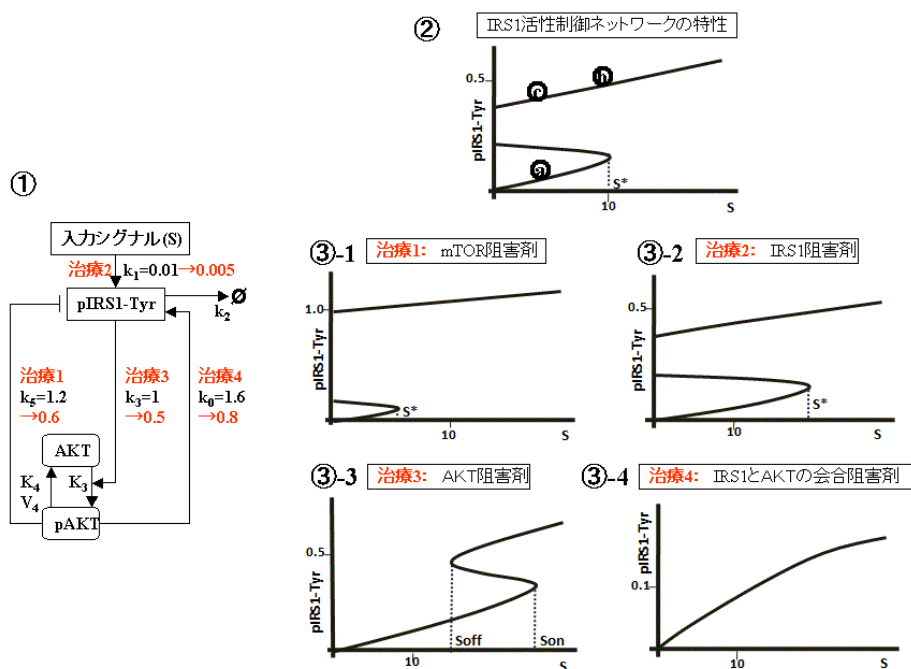 ①
入力シグナル(S)
治療2 k₁=0.01→0.005
pIRS1-Tyr
Ø
k₂
治療1
k₅=1.2
→0.6
治療3
k₃=1
→0.5
治療4
k₀=1.6
→0.8
AKT
K₄
V₄
K₃
pAKT
② IRS1活性制御ネットワークの特性
pIRS1-Tyr
0.5
ⓒ
ⓑ
ⓐ
S*
10
S
③-1 治療1: mTOR阻害剤
pIRS1-Tyr
1.0
S*
10
S
③-2 治療2: IRS1阻害剤
pIRS1-Tyr
0.5
S*
10
S
③-3 治療3: AKT阻害剤
pIRS1-Tyr
0.5
Soff
Son
10
S
③-4 治療4: IRS1とAKTの会合阻害剤
pIRS1-Tyr
0.1
10
S